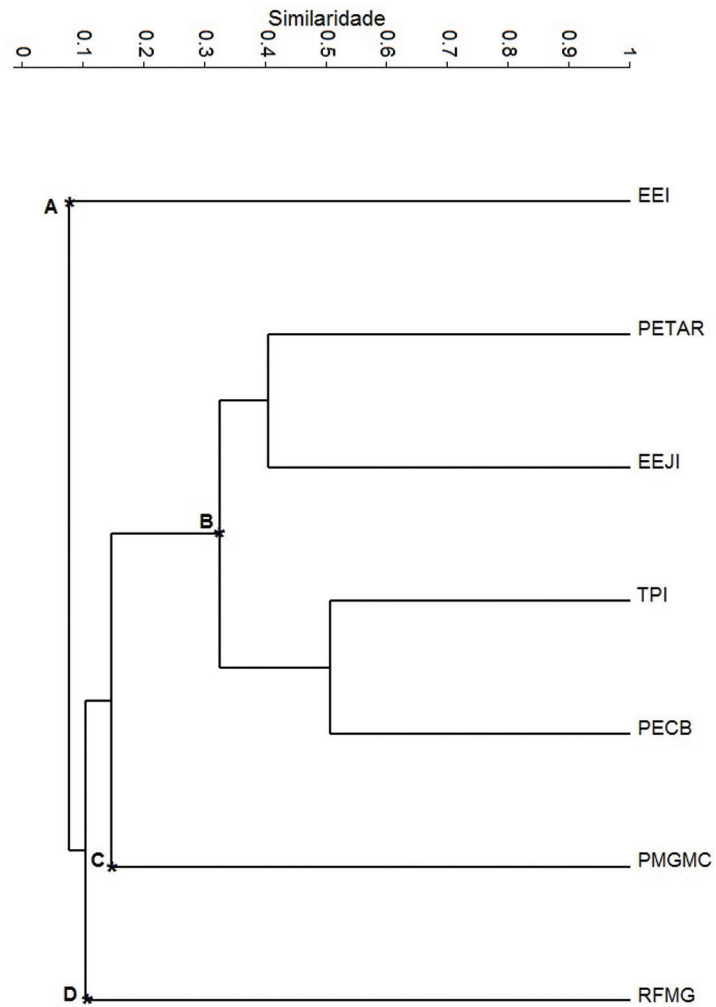 Similaridade
0 0.1 0.2 0.3 0.4 0.5 0.6 0.7 0.8 0.9 1
EEI
A
PETAR
EEJI
B
TPI
PECB
C
PMGMC
D
RFMG